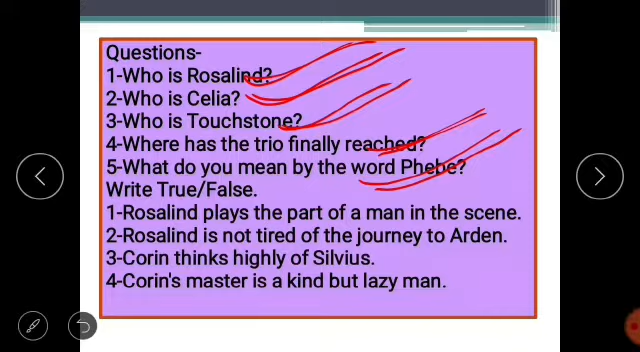 Questions-
1-Who is Rosalind?
2-Who is Celia?
3-Who is Touchstone?
4-Where has the trio finally reached?
5-What do you mean by the word Phebe?
Write True/False.
1-Rosalind plays the part of a man in the scene.
2-Rosalind is not tired of the journey to Arden.
3-Corin thinks highly of Silvius.
4-Corin's master is a kind but lazy man.